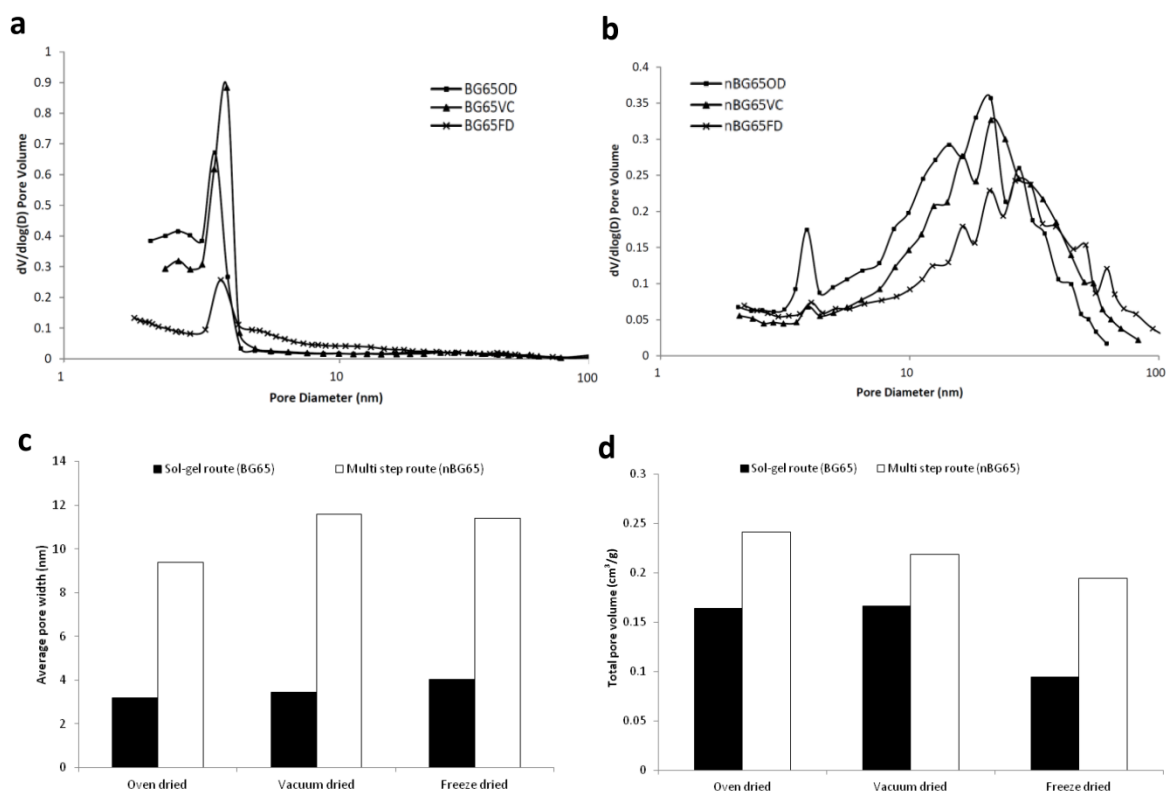 a
1
0.9
0.8
0.7
0.6
0.5
0.4
0.3
0.2
0.1
0
dV/dlog(D) Pore Volume
BG65OD
BG65VC
BG65FD
1 10 100
Pore Diameter (nm)
b
0.4
0.35
0.3
0.25
0.2
0.15
0.1
0.05
0
dV/dlog(D) Pore Volume
nBG65OD
nBG65VC
nBG65FD
1 10 100
Pore Diameter (nm)
c
Sol-gel route (BG65) Multi step route (nBG65)
14
12
10
8
6
4
2
0
Average pore width (nm)
Oven dried Vacuum dried Freeze dried
d
Sol-gel route (BG65) Multi step route (nBG65)
0.3
0.25
0.2
0.15
0.1
0.05
0
Total pore volume (cm³/g)
Oven dried Vacuum dried Freeze dried